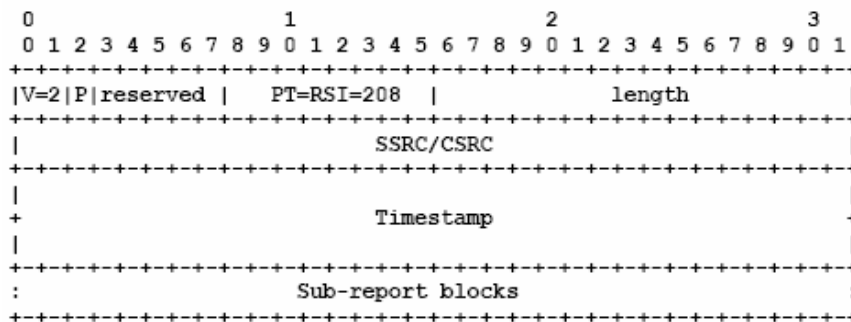 0                   1                   2                   3
0 1 2 3 4 5 6 7 8 9 0 1 2 3 4 5 6 7 8 9 0 1 2 3 4 5 6 7 8 9 0 1
+-+-+-+-+-+-+-+-+-+-+-+-+-+-+-+-+-+-+-+-+-+-+-+-+-+-+-+-+-+-+-+-
|V=2|P|reserved |   PT=RSI=208  |             length            |
+-+-+-+-+-+-+-+-+-+-+-+-+-+-+-+-+-+-+-+-+-+-+-+-+-+-+-+-+-+-+-+-
|                           SSRC/CSRC                           |
+-+-+-+-+-+-+-+-+-+-+-+-+-+-+-+-+-+-+-+-+-+-+-+-+-+-+-+-+-+-+-+-
|                                                               |
+                           Timestamp                           -
|                                                               |
+-+-+-+-+-+-+-+-+-+-+-+-+-+-+-+-+-+-+-+-+-+-+-+-+-+-+-+-+-+-+-+-
:                     Sub-report blocks                         :
+-+-+-+-+-+-+-+-+-+-+-+-+-+-+-+-+-+-+-+-+-+-+-+-+-+-+-+-+-+-+-+-